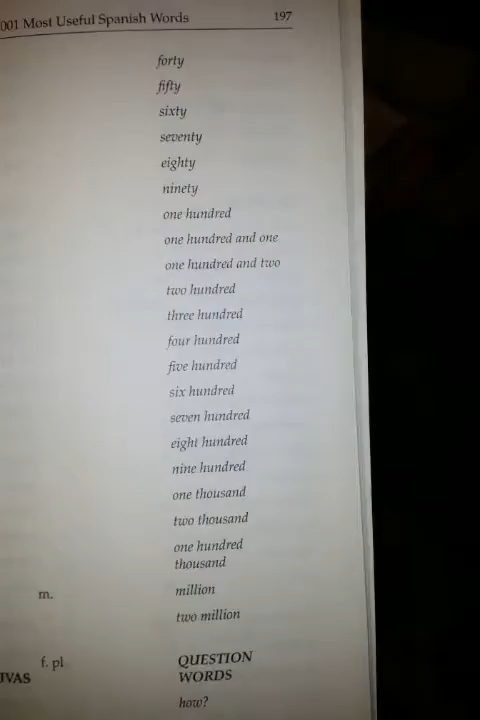 001 Most Useful Spanish Words 197
forty
fifty
sixty
seventy
eighty
ninety
one hundred
one hundred and one
one hundred and two
two hundred
three hundred
four hundred
five hundred
six hundred
seven hundred
eight hundred
nine hundred
one thousand
two thousand
one hundred
thousand
m. million
two million
f. pl QUESTION
IVAS WORDS
how?